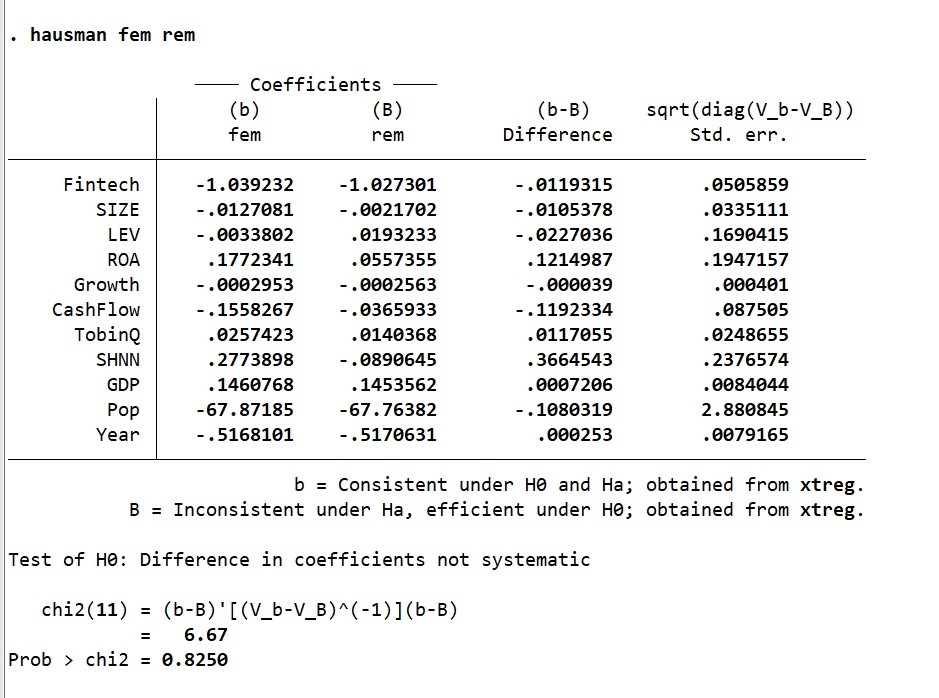 . hausman fem rem
Coefficients
(b) (B) (b-B) sqrt(diag(V_b-V_B))
fem rem Difference Std. err.
Fintech -1.039232 -1.027301 -.0119315 .0505859
SIZE -.0127081 -.0021702 -.0105378 .0335111
LEV -.0033802 .0193233 -.0227036 .1690415
ROA .1772341 .0557355 .1214987 .1947157
Growth -.0002953 -.0002563 -.000039 .000401
CashFlow -.1558267 -.0365933 -.1192334 .087505
TobinQ .0257423 .0140368 .0117055 .0248655
SHNN .2773898 -.0890645 .3664543 .2376574
GDP .1460768 .1453562 .0007206 .0084044
Pop -67.87185 -67.76382 -.1080319 2.880845
Year -.5168101 -.5170631 .000253 .0079165
b = Consistent under H0 and Ha; obtained from xtreg.
B = Inconsistent under Ha, efficient under H0; obtained from xtreg.
Test of H0: Difference in coefficients not systematic
chi2(11) = (b-B)'[(V_b-V_B)^(-1)](b-B)
= 6.67
Prob > chi2 = 0.8250